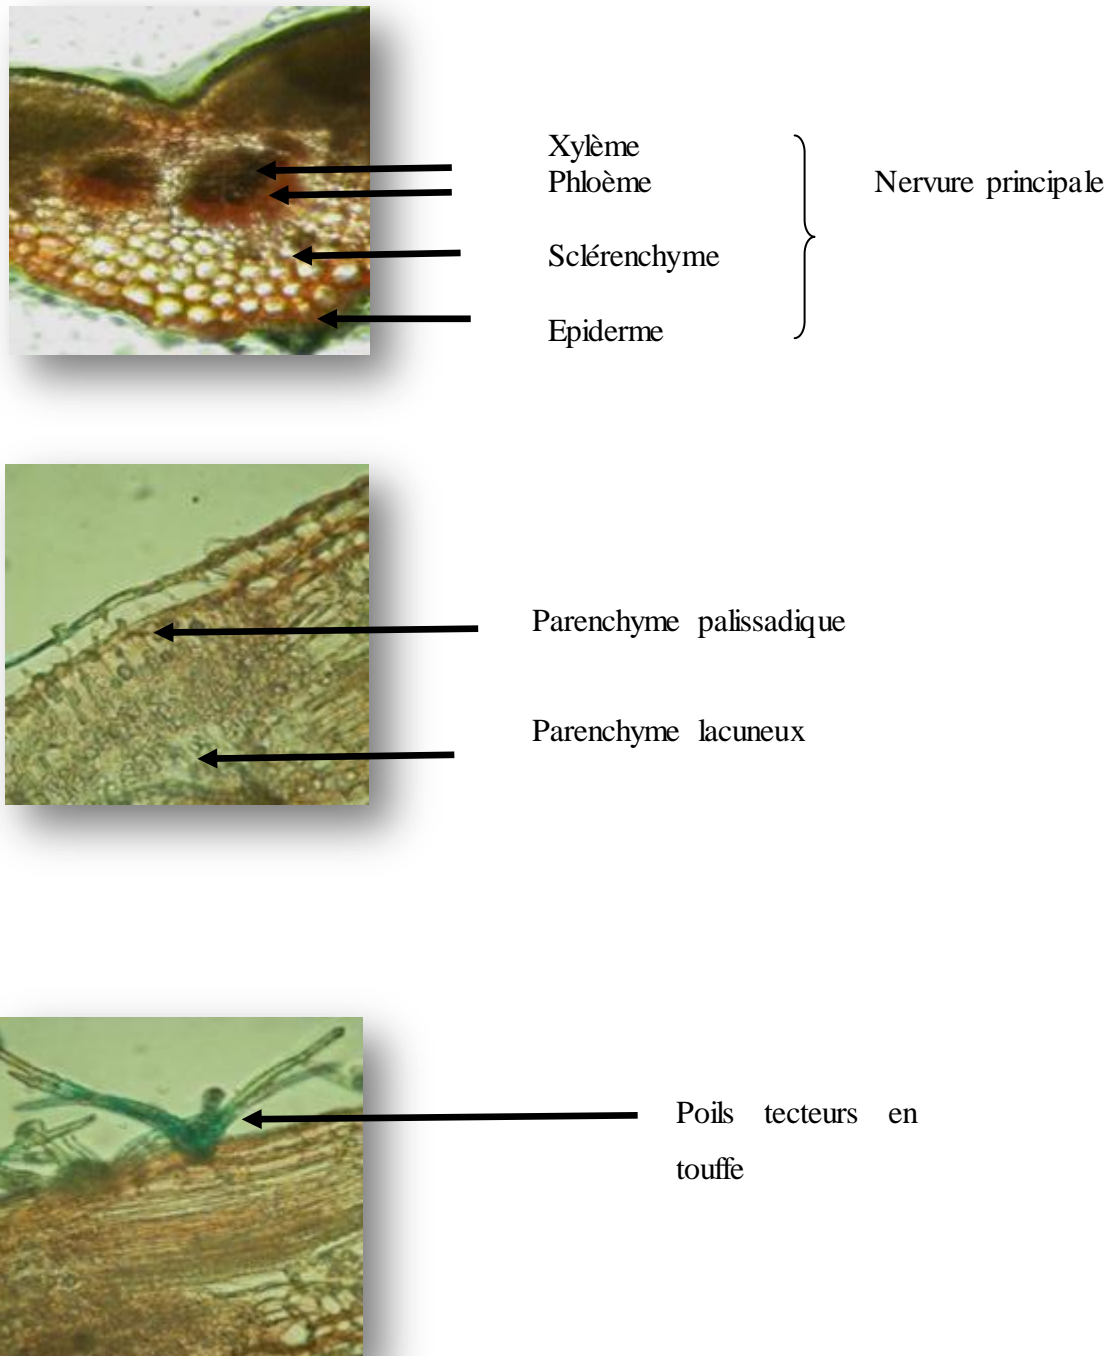 Xylème
Phloème
Nervure principale
Sclérenchyme
Epiderme
Parenchyme palissadique
Parenchyme lacuneux
Poils tecteurs en
touffe